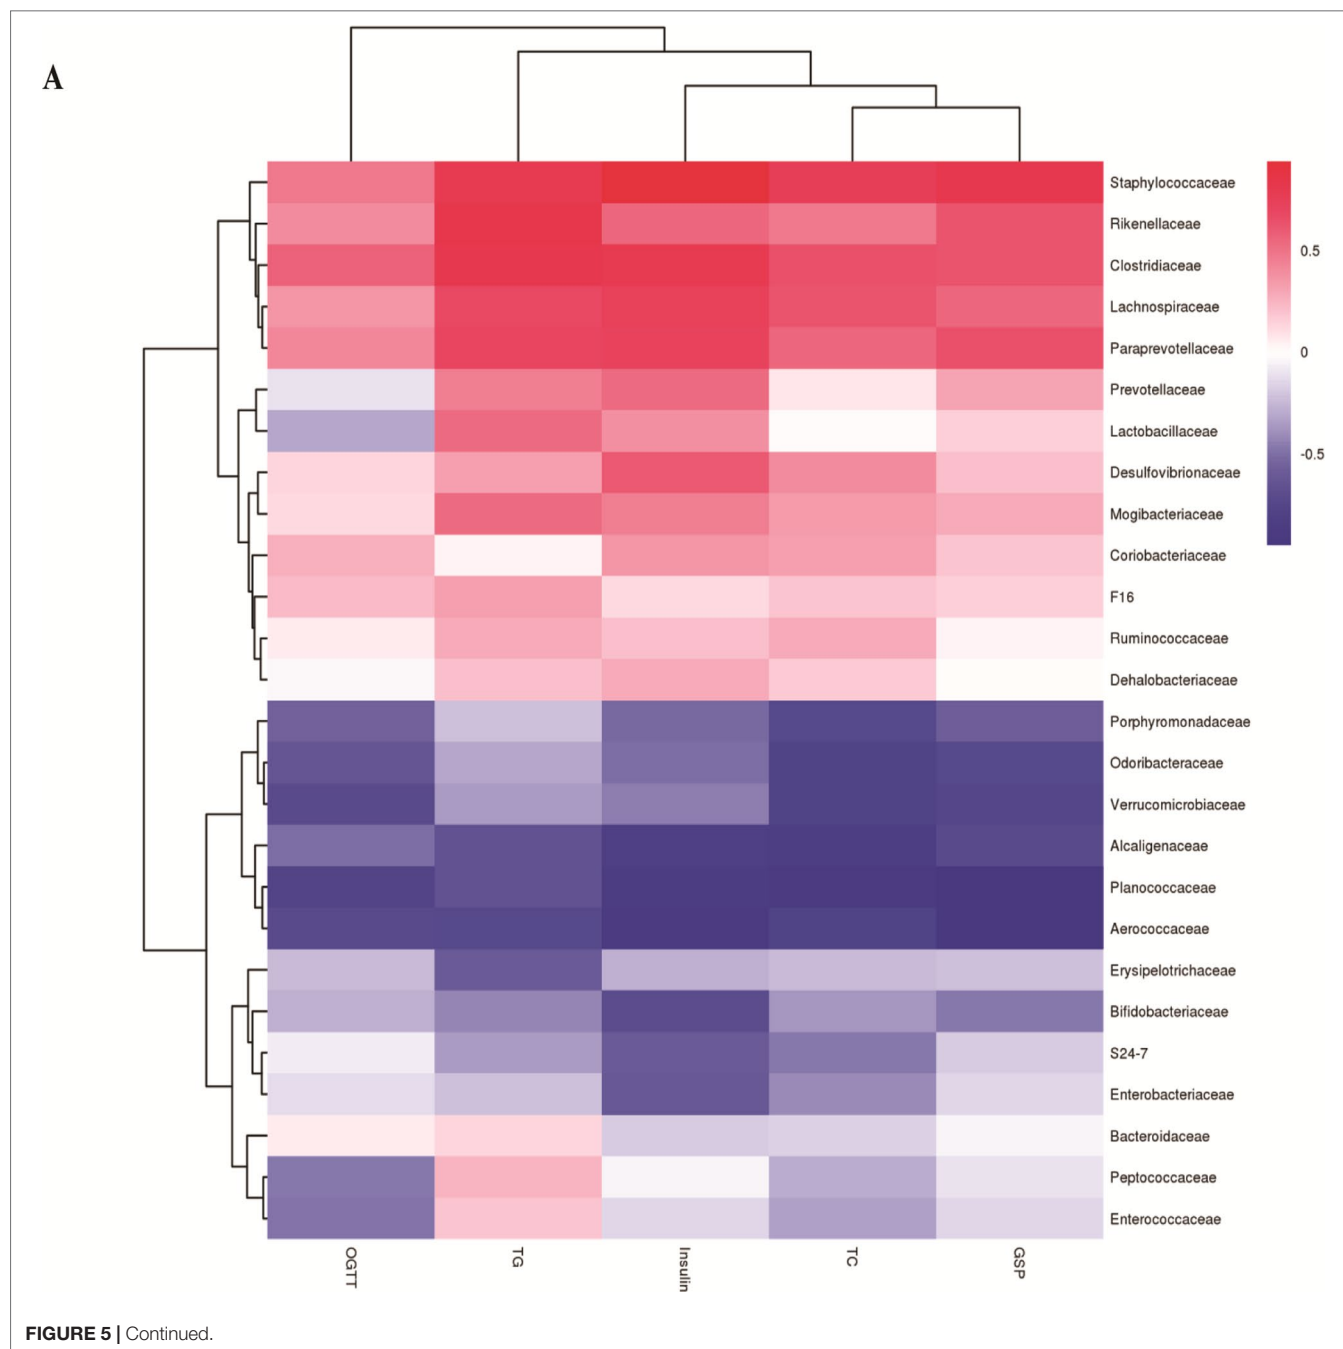 A
Staphylococcaceae
Rikenellaceae
Clostridiaceae
Lachnospiraceae
Paraprevotellaceae
Prevotellaceae
Lactobacillaceae
Desulfovibrionaceae
Mogibacteriaceae
Coriobacteriaceae
F16
Ruminococcaceae
Dehalobacteriaceae
Porphyromonadaceae
Odoribacteraceae
Verrucomicrobiaceae
Alcaligenaceae
Planococcaceae
Aerococcaceae
Erysipelotrichaceae
Bifidobacteriaceae
S24-7
Enterobacteriaceae
Bacteroidaceae
Peptococcaceae
Enterococcaceae
0.5
0
-0.5
OGTT
TG
Insulin
TC
GSP
FIGURE 5 | Continued.